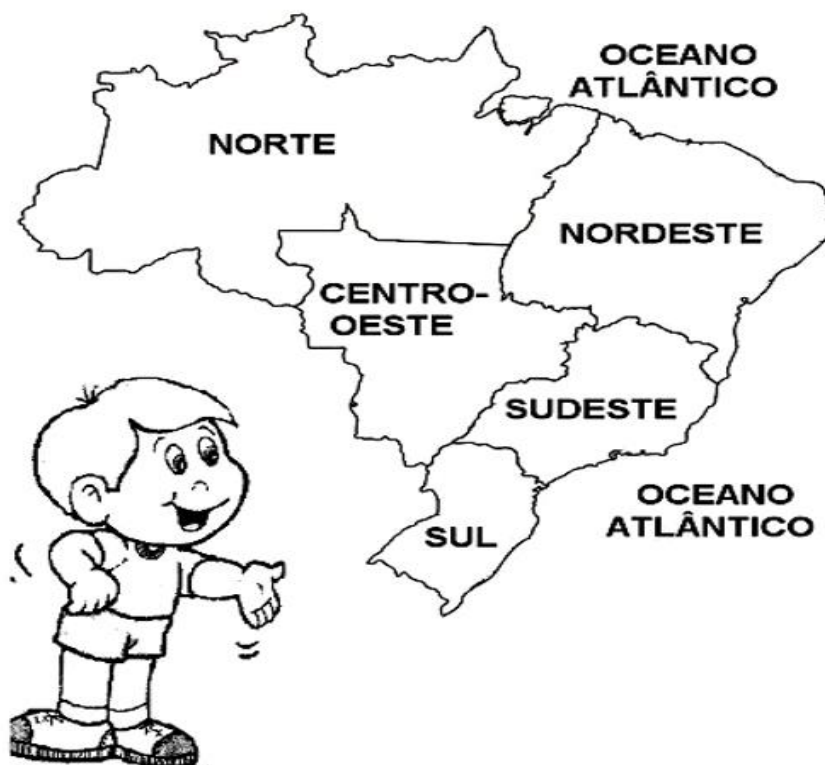 OCEANO
ATLÂNTICO
NORTE
NORDESTE
CENTRO-
OESTE
SUDESTE
OCEANO
ATLÂNTICO
SUL